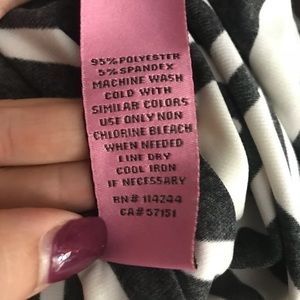 95% POLYESTER
5% SPANDEX
MACHINE WASH
COLD WITH
SIMILAR COLORS
USE ONLY NON
CHLORINE BLEACH
WHEN NEEDED
LINE DRY
COOL IRON
IF NECESSARY
RN# 114244
CA# 57151